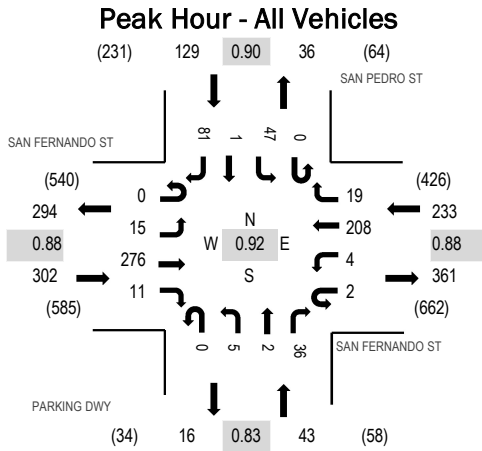 Peak Hour - All Vehicles
(231) 129 0.90 36 (64)
SAN PEDRO ST
SAN FERNANDO ST
81 1 47 0
(540) (426)
0 19
294 233
15 208
N
0.88 W 0.92 E 0.88
276 4
S
302 361
11 2
(585) (662)
0 5 2 36
SAN FERNANDO ST
PARKING DWY
(34) 16 0.83 43 (58)